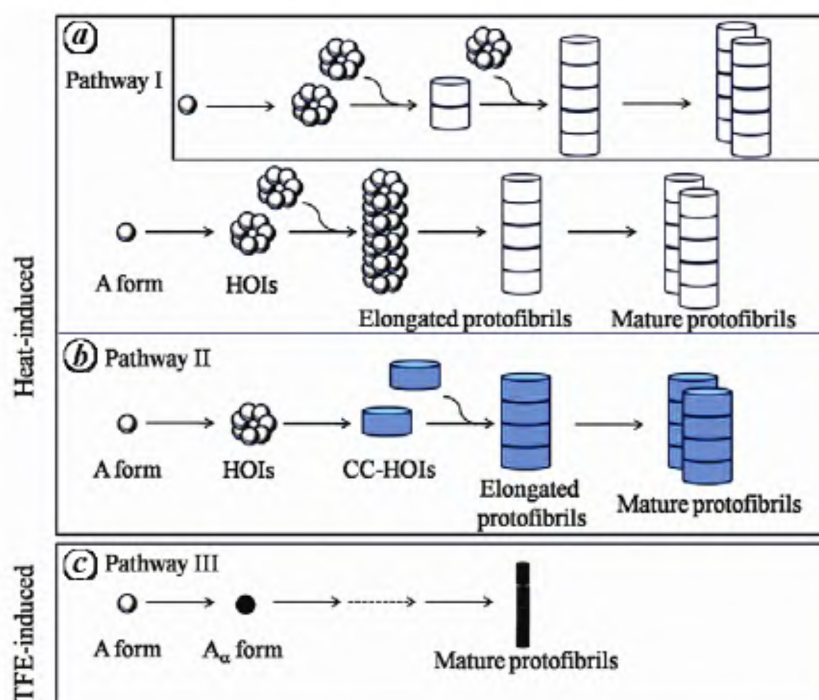 Heat-induced
a
Pathway I
A form
HOIs
Elongated protofibrils
Mature protofibrils
b Pathway II
A form
HOIs
CC-HOIs
Elongated
protofibrils
Mature protofibrils
TFE-induced
c Pathway III
A form
Aα form
Mature protofibrils